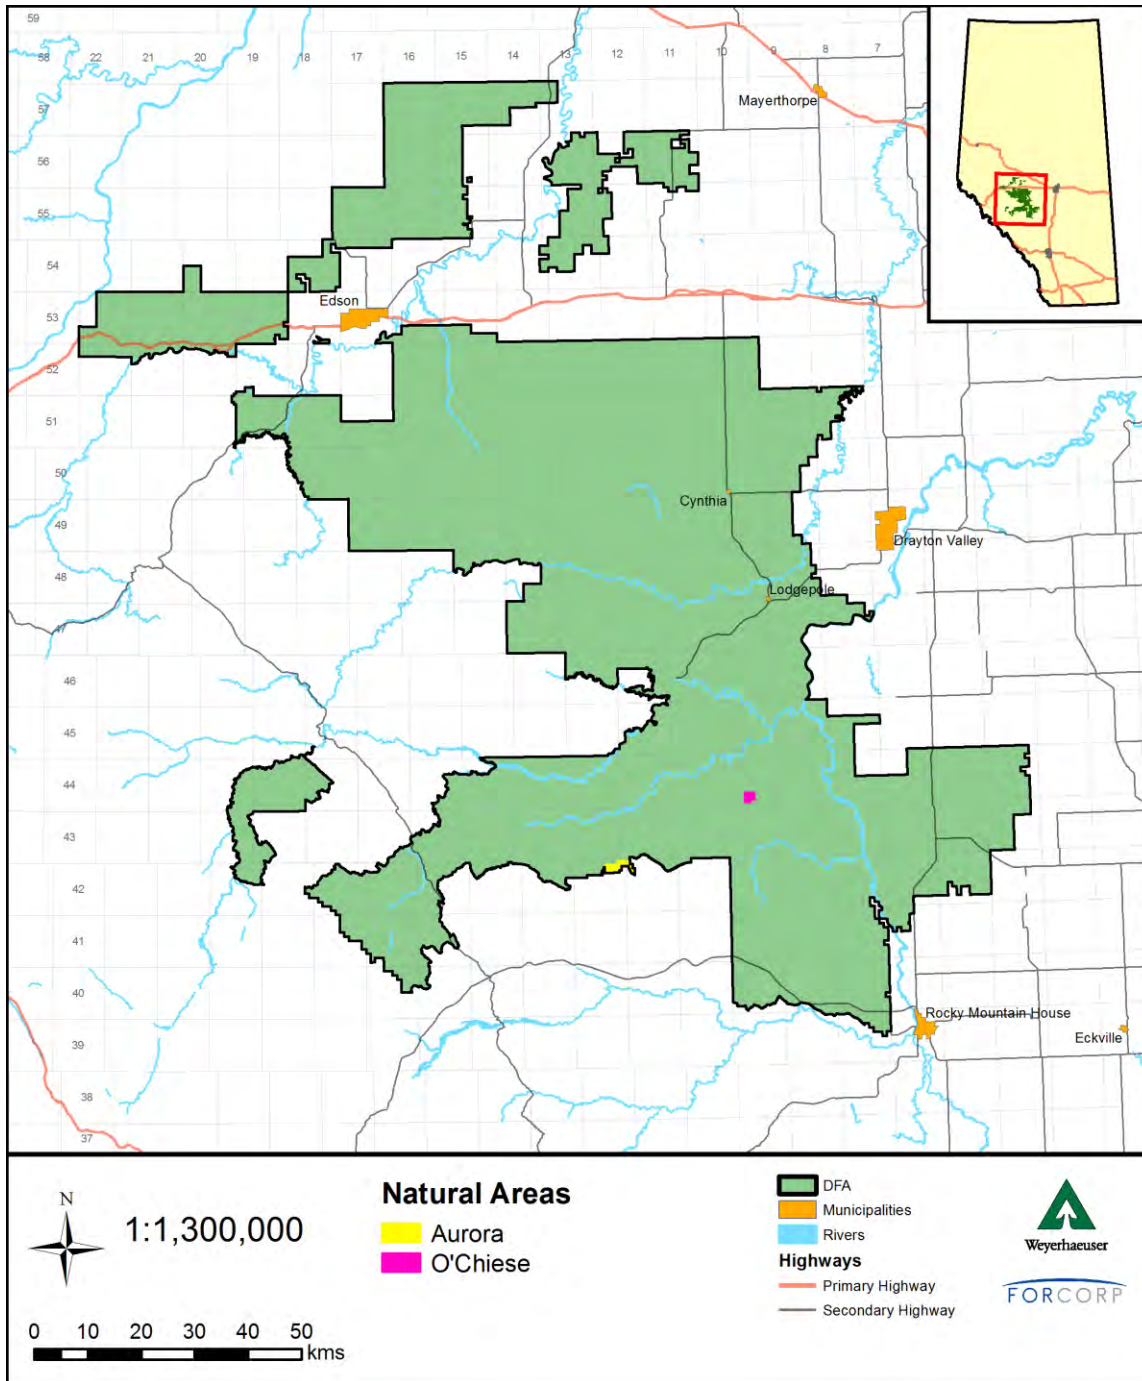 59
58
22
21
20
19
18
17
16
15
14
13
12
11
10
9
8
7
57
Mayerthorpe
56
55
54
Edson
53
52
51
50
Cynthia
49
Drayton Valley
48
Lodgepole
47
46
45
44
43
42
41
40
Rocky Mountain House
39
Eckville
38
37
N
1:1,300,000
0 10 20 30 40 50
kms
Natural Areas
Aurora
O'Chiese
DFA
Municipalities
Rivers
Highways
Primary Highway
Secondary Highway
Weyerhaeuser
FORCORP